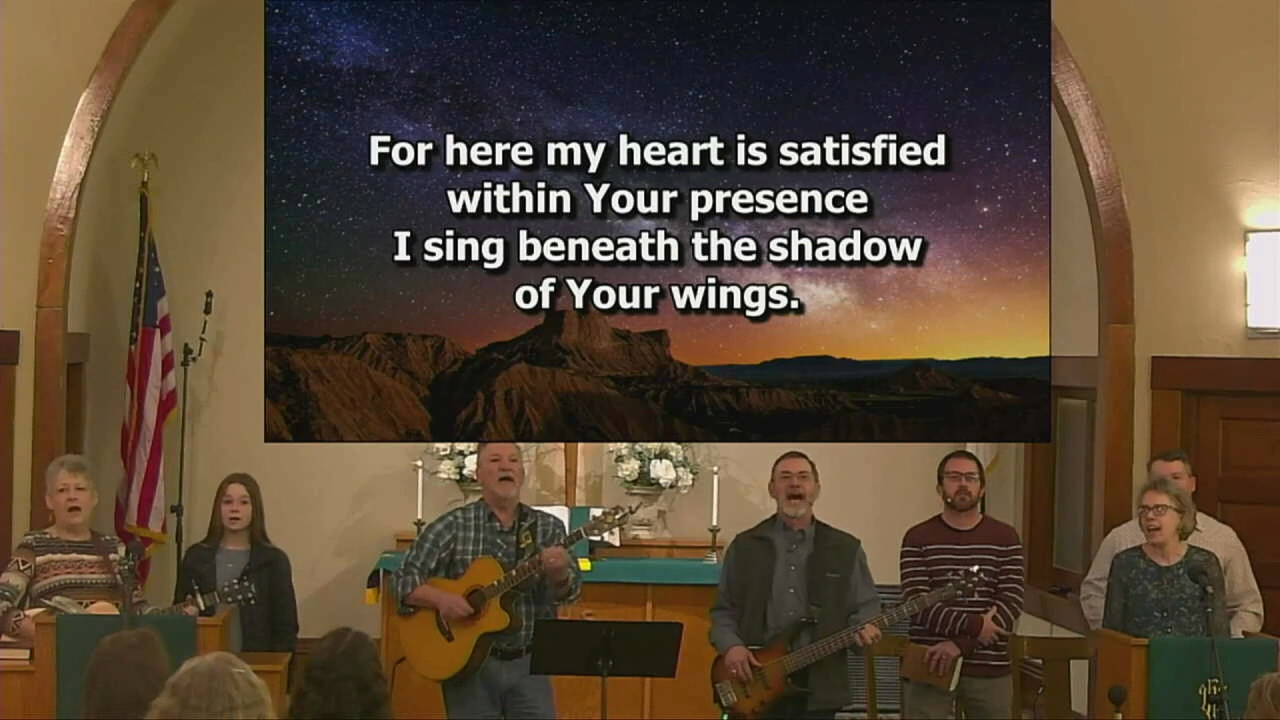 For here my heart is satisfied
within Your presence
I sing beneath the shadow
of Your wings.